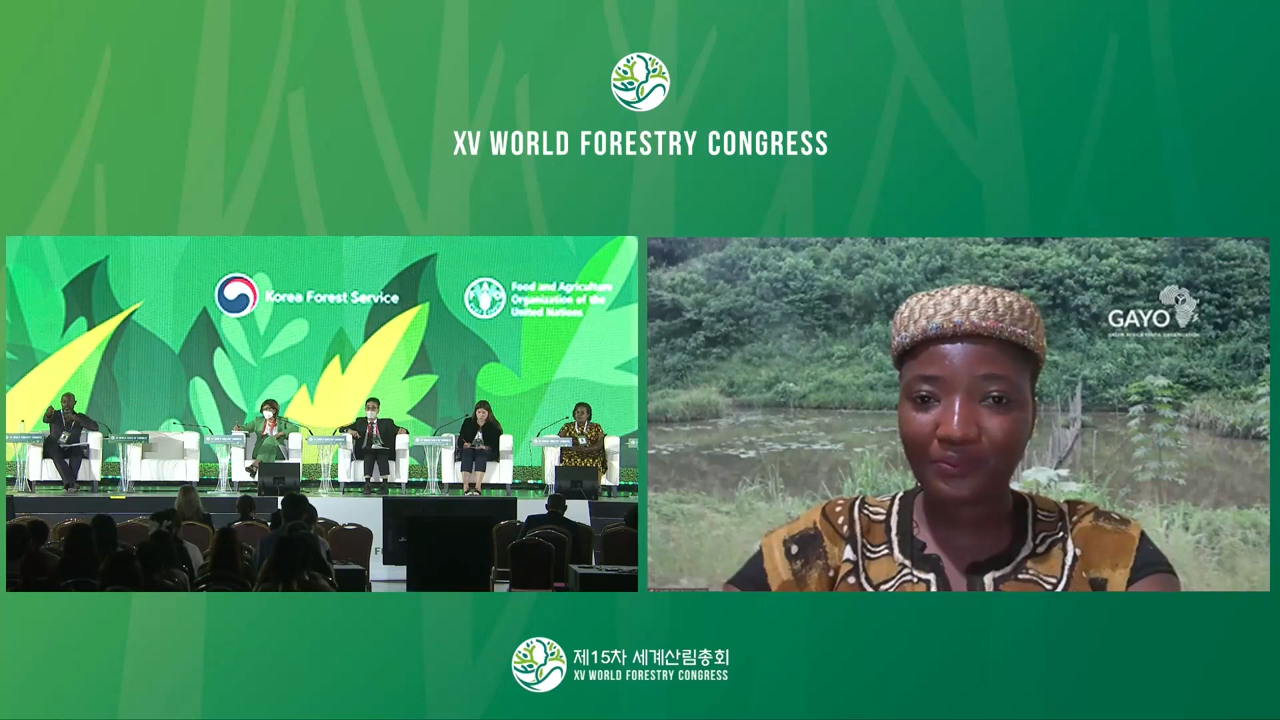 XV WORLD FORESTRY CONGRESS
Korea Forest Service
Food and Agriculture
Organization of the
United Nations
GAYO
제15차 세계산림총회
XV WORLD FORESTRY CONGRESS